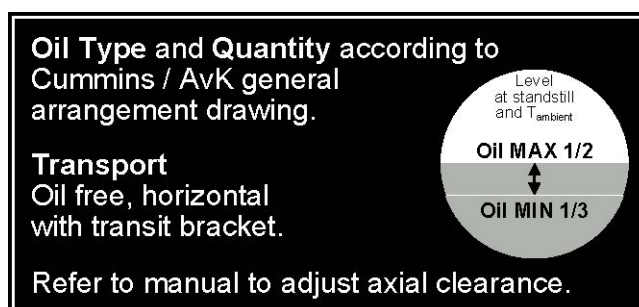 Oil Type and Quantity according to
Cummins / AvK general
arrangement drawing.
Level
at standstill
and Tambient
Oil MAX 1/2
Oil MIN 1/3
Transport
Oil free, horizontal
with transit bracket.
Refer to manual to adjust axial clearance.